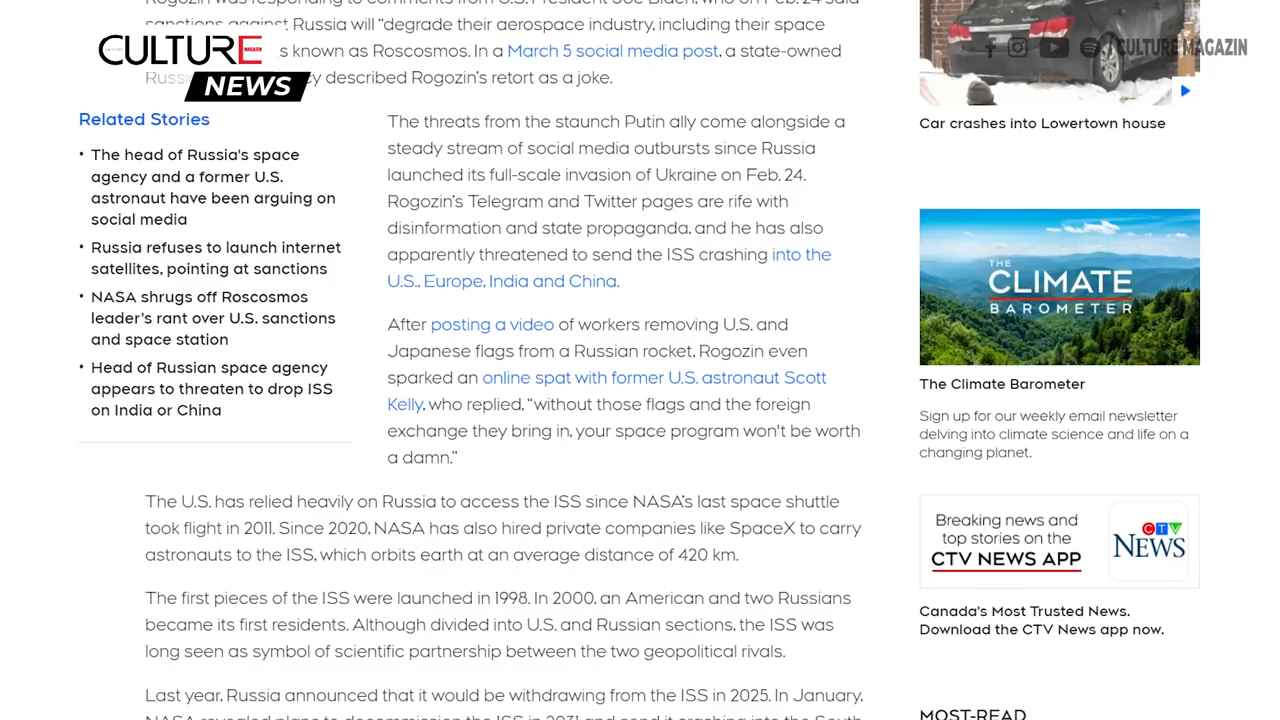 Rogozin was responding to comments from U.S. President Joe Biden, who on Feb. 24 said
sanctions against Russia will "degrade their aerospace industry, including their space
s known as Roscosmos. In a March 5 social media post, a state-owned
Russ y described Rogozin's retort as a joke.
CULTURE
MAGAZIN
NEWS
CULTURE MAGAZIN
Related Stories
• The head of Russia's space
agency and a former U.S.
astronaut have been arguing on
social media
• Russia refuses to launch internet
satellites, pointing at sanctions
• NASA shrugs off Roscosmos
leader's rant over U.S. sanctions
and space station
• Head of Russian space agency
appears to threaten to drop ISS
on India or China
The threats from the staunch Putin ally come alongside a
steady stream of social media outbursts since Russia
launched its full-scale invasion of Ukraine on Feb. 24.
Rogozin's Telegram and Twitter pages are rife with
disinformation and state propaganda, and he has also
apparently threatened to send the ISS crashing into the
U.S., Europe, India and China.
After posting a video of workers removing U.S. and
Japanese flags from a Russian rocket, Rogozin even
sparked an online spat with former U.S. astronaut Scott
Kelly, who replied, "without those flags and the foreign
exchange they bring in, your space program won't be worth
a damn."
The U.S. has relied heavily on Russia to access the ISS since NASA's last space shuttle
took flight in 2011. Since 2020, NASA has also hired private companies like SpaceX to carry
astronauts to the ISS, which orbits earth at an average distance of 420 km.
The first pieces of the ISS were launched in 1998. In 2000, an American and two Russians
became its first residents. Although divided into U.S. and Russian sections, the ISS was
long seen as symbol of scientific partnership between the two geopolitical rivals.
Last year, Russia announced that it would be withdrawing from the ISS in 2025. In January,
NASA revealed plans to decommission the ISS in 2031 and send it crashing into the South
Car crashes into Lowertown house
THE
CLIMATE
BAROMETER
The Climate Barometer
Sign up for our weekly email newsletter
delving into climate science and life on a
changing planet.
Breaking news and
top stories on the
CTV NEWS APP
CTV
NEWS
Canada's Most Trusted News.
Download the CTV News app now.
MOST-READ